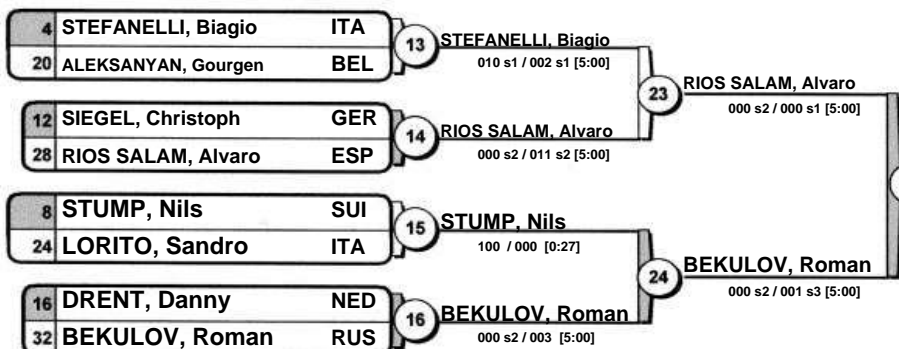 4 STEFANELLI, Biagio ITA
20 ALEKSANYAN, Gourgen BEL
13
STEFANELLI, Biagio
010 s1 / 002 s1 [5:00]
12 SIEGEL, Christoph GER
28 RIOS SALAM, Alvaro ESP
14
RIOS SALAM, Alvaro
000 s2 / 011 s2 [5:00]
23
RIOS SALAM, Alvaro
000 s2 / 000 s1 [5:00]
8 STUMP, Nils SUI
24 LORITO, Sandro ITA
15
STUMP, Nils
100 / 000 [0:27]
16 DRENT, Danny NED
32 BEKULOV, Roman RUS
16
BEKULOV, Roman
000 s2 / 003 [5:00]
24
BEKULOV, Roman
000 s2 / 001 s3 [5:00]